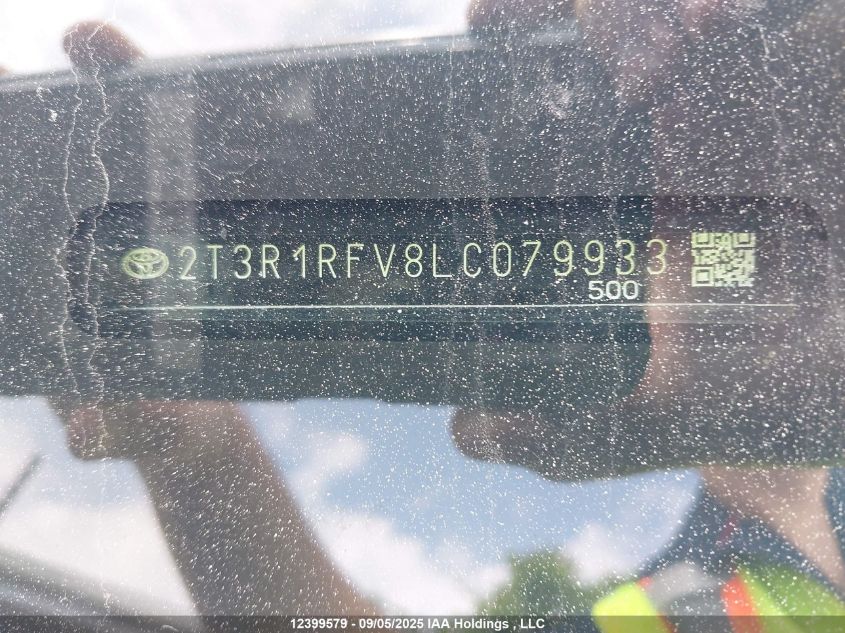 2T3R1RFV8LC079933
500
12399579 - 09/05/2025 IAA Holdings , LLC